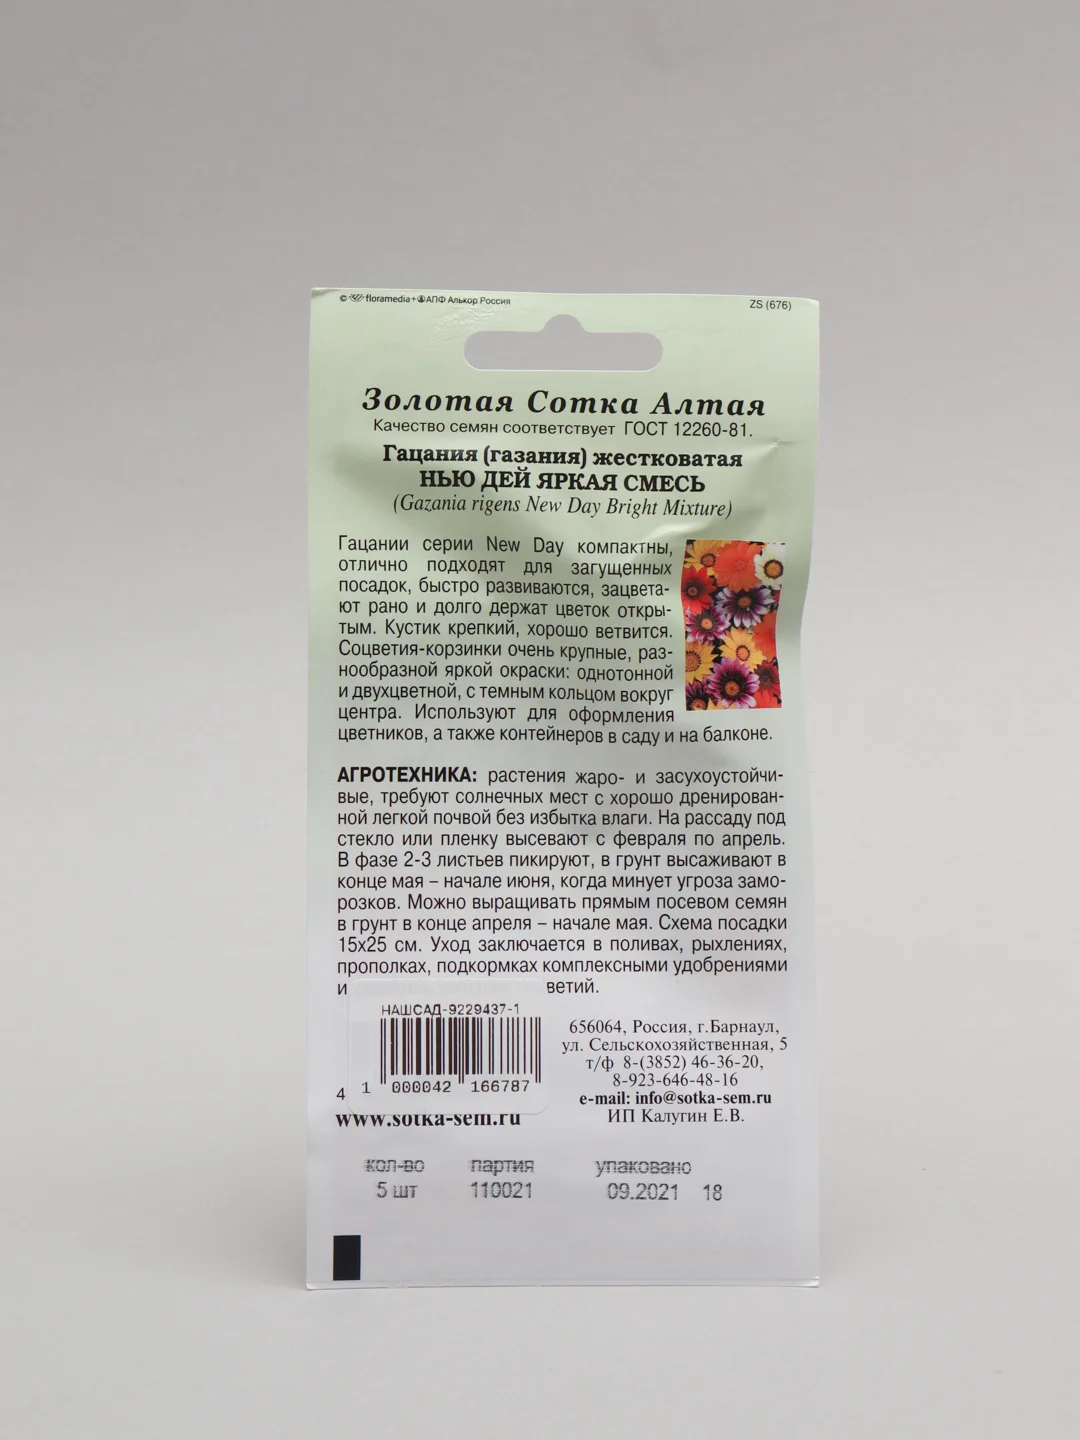 © floramedia+ АПФ Алькор Россия
ZS (676)
Золотая Сотка Алтая
Качество семян соответствует ГОСТ 12260-81.
Гацания (газания) жестковатая
НЬЮ ДЕЙ ЯРКАЯ СМЕСЬ
(Gazania rigens New Day Bright Mixture)
Гацании серии New Day компактны,
отлично подходят для загущенных
посадок, быстро развиваются, зацвета-
ют рано и долго держат цветок откры-
тым. Кустик крепкий, хорошо ветвится.
Соцветия-корзинки очень крупные, раз-
нообразной яркой окраски: однотонной
и двухцветной, с темным кольцом вокруг
центра. Используют для оформления
цветников, а также контейнеров в саду и на балконе.
АГРОТЕХНИКА: растения жаро- и засухоустойчи-
вые, требуют солнечных мест с хорошо дренирован-
ной легкой почвой без избытка влаги. На рассаду под
стекло или пленку высевают с февраля по апрель.
В фазе 2-3 листьев пикируют, в грунт высаживают в
конце мая – начале июня, когда минует угроза замо-
розков. Можно выращивать прямым посевом семян
в грунт в конце апреля – начале мая. Схема посадки
15х25 см. Уход заключается в поливах, рыхлениях,
прополках, подкормках комплексными удобрениями
и ветий.
НАШСАД-9229437-1
1 000042 166787
4
www.sotka-sem.ru
656064, Россия, г.Барнаул,
ул. Сельскохозяйственная, 5
т/ф 8-(3852) 46-36-20,
8-923-646-48-16
e-mail: info@sotka-sem.ru
ИП Калугин Е.В.
кол-во партия упаковано
5 шт 110021 09.2021 18